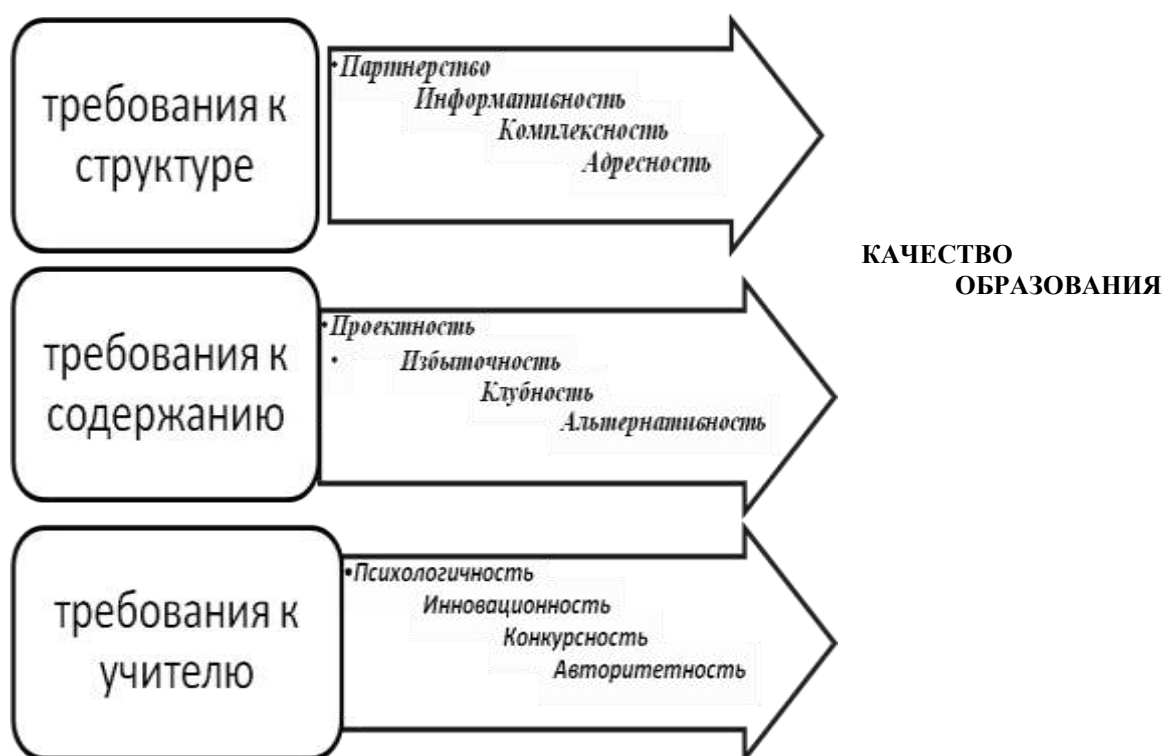 требования к
структуре
•Партнерство
Информативность
Комплексность
Адресность
КАЧЕСТВО
ОБРАЗОВАНИЯ
требования к
содержанию
•Проектность
• Избыточность
Клубность
Альтернативность
требования к
учителю
•Психологичность
Инновационность
Конкурсность
Авторитетность